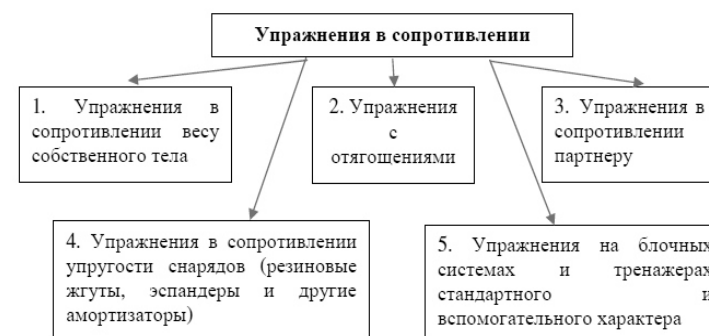 Упражнения в сопротивлении
1. Упражнения в
сопротивлении весу
собственного тела
2. Упражнения
с
отягощениями
3. Упражнения в
сопротивлении
партнеру
4. Упражнения в сопротивлении
упругости снарядов (резиновые
жгуты, эспандеры и другие
амортизаторы)
5. Упражнения на блочных
системах и тренажерах
стандартного и
вспомогательного характера